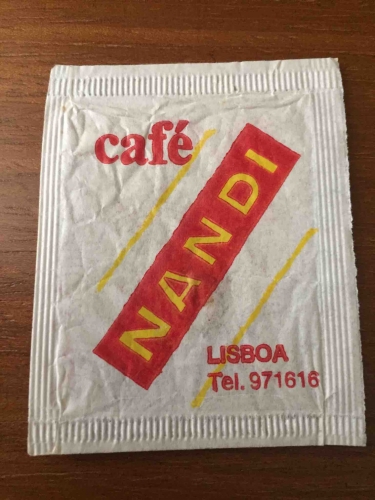 café
NANDI
LISBOA
Tel. 971616